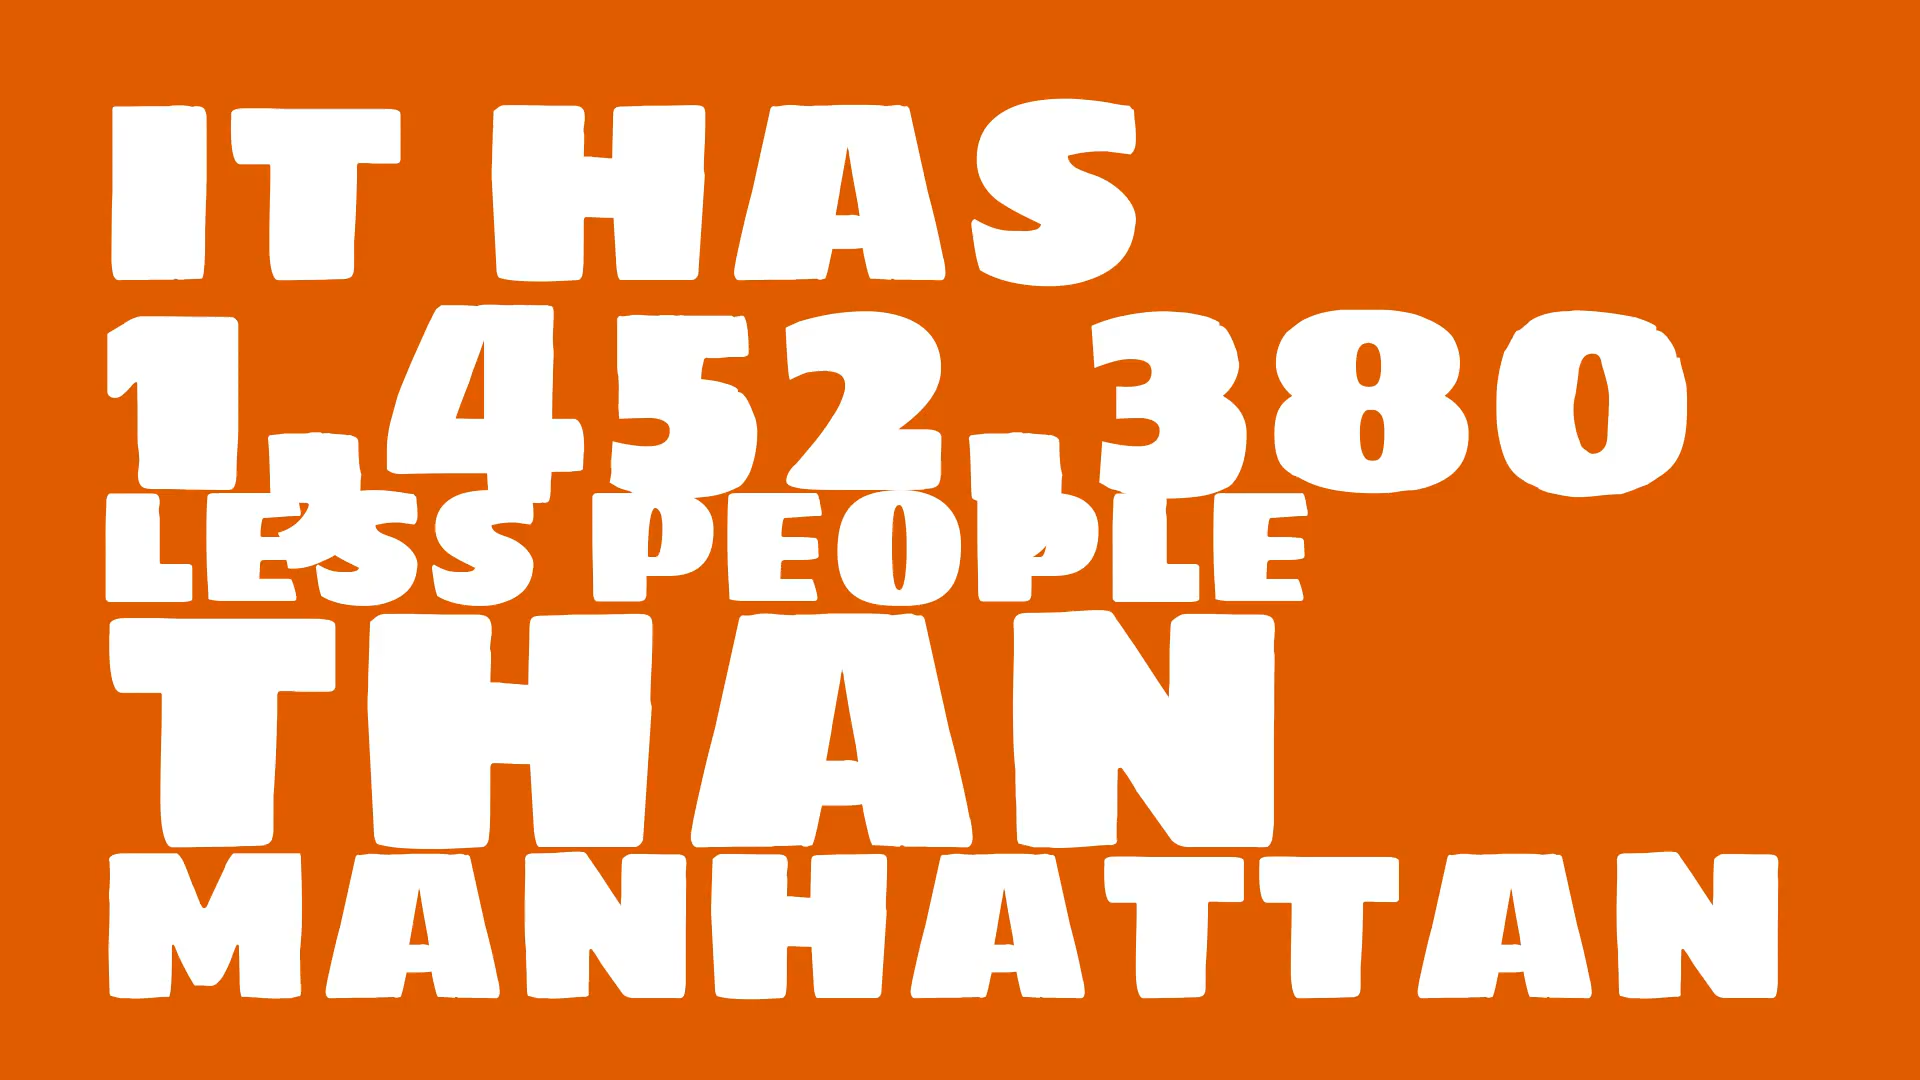 IT HAS
1,452,380
LESS PEOPLE
THAN
MANHATTAN